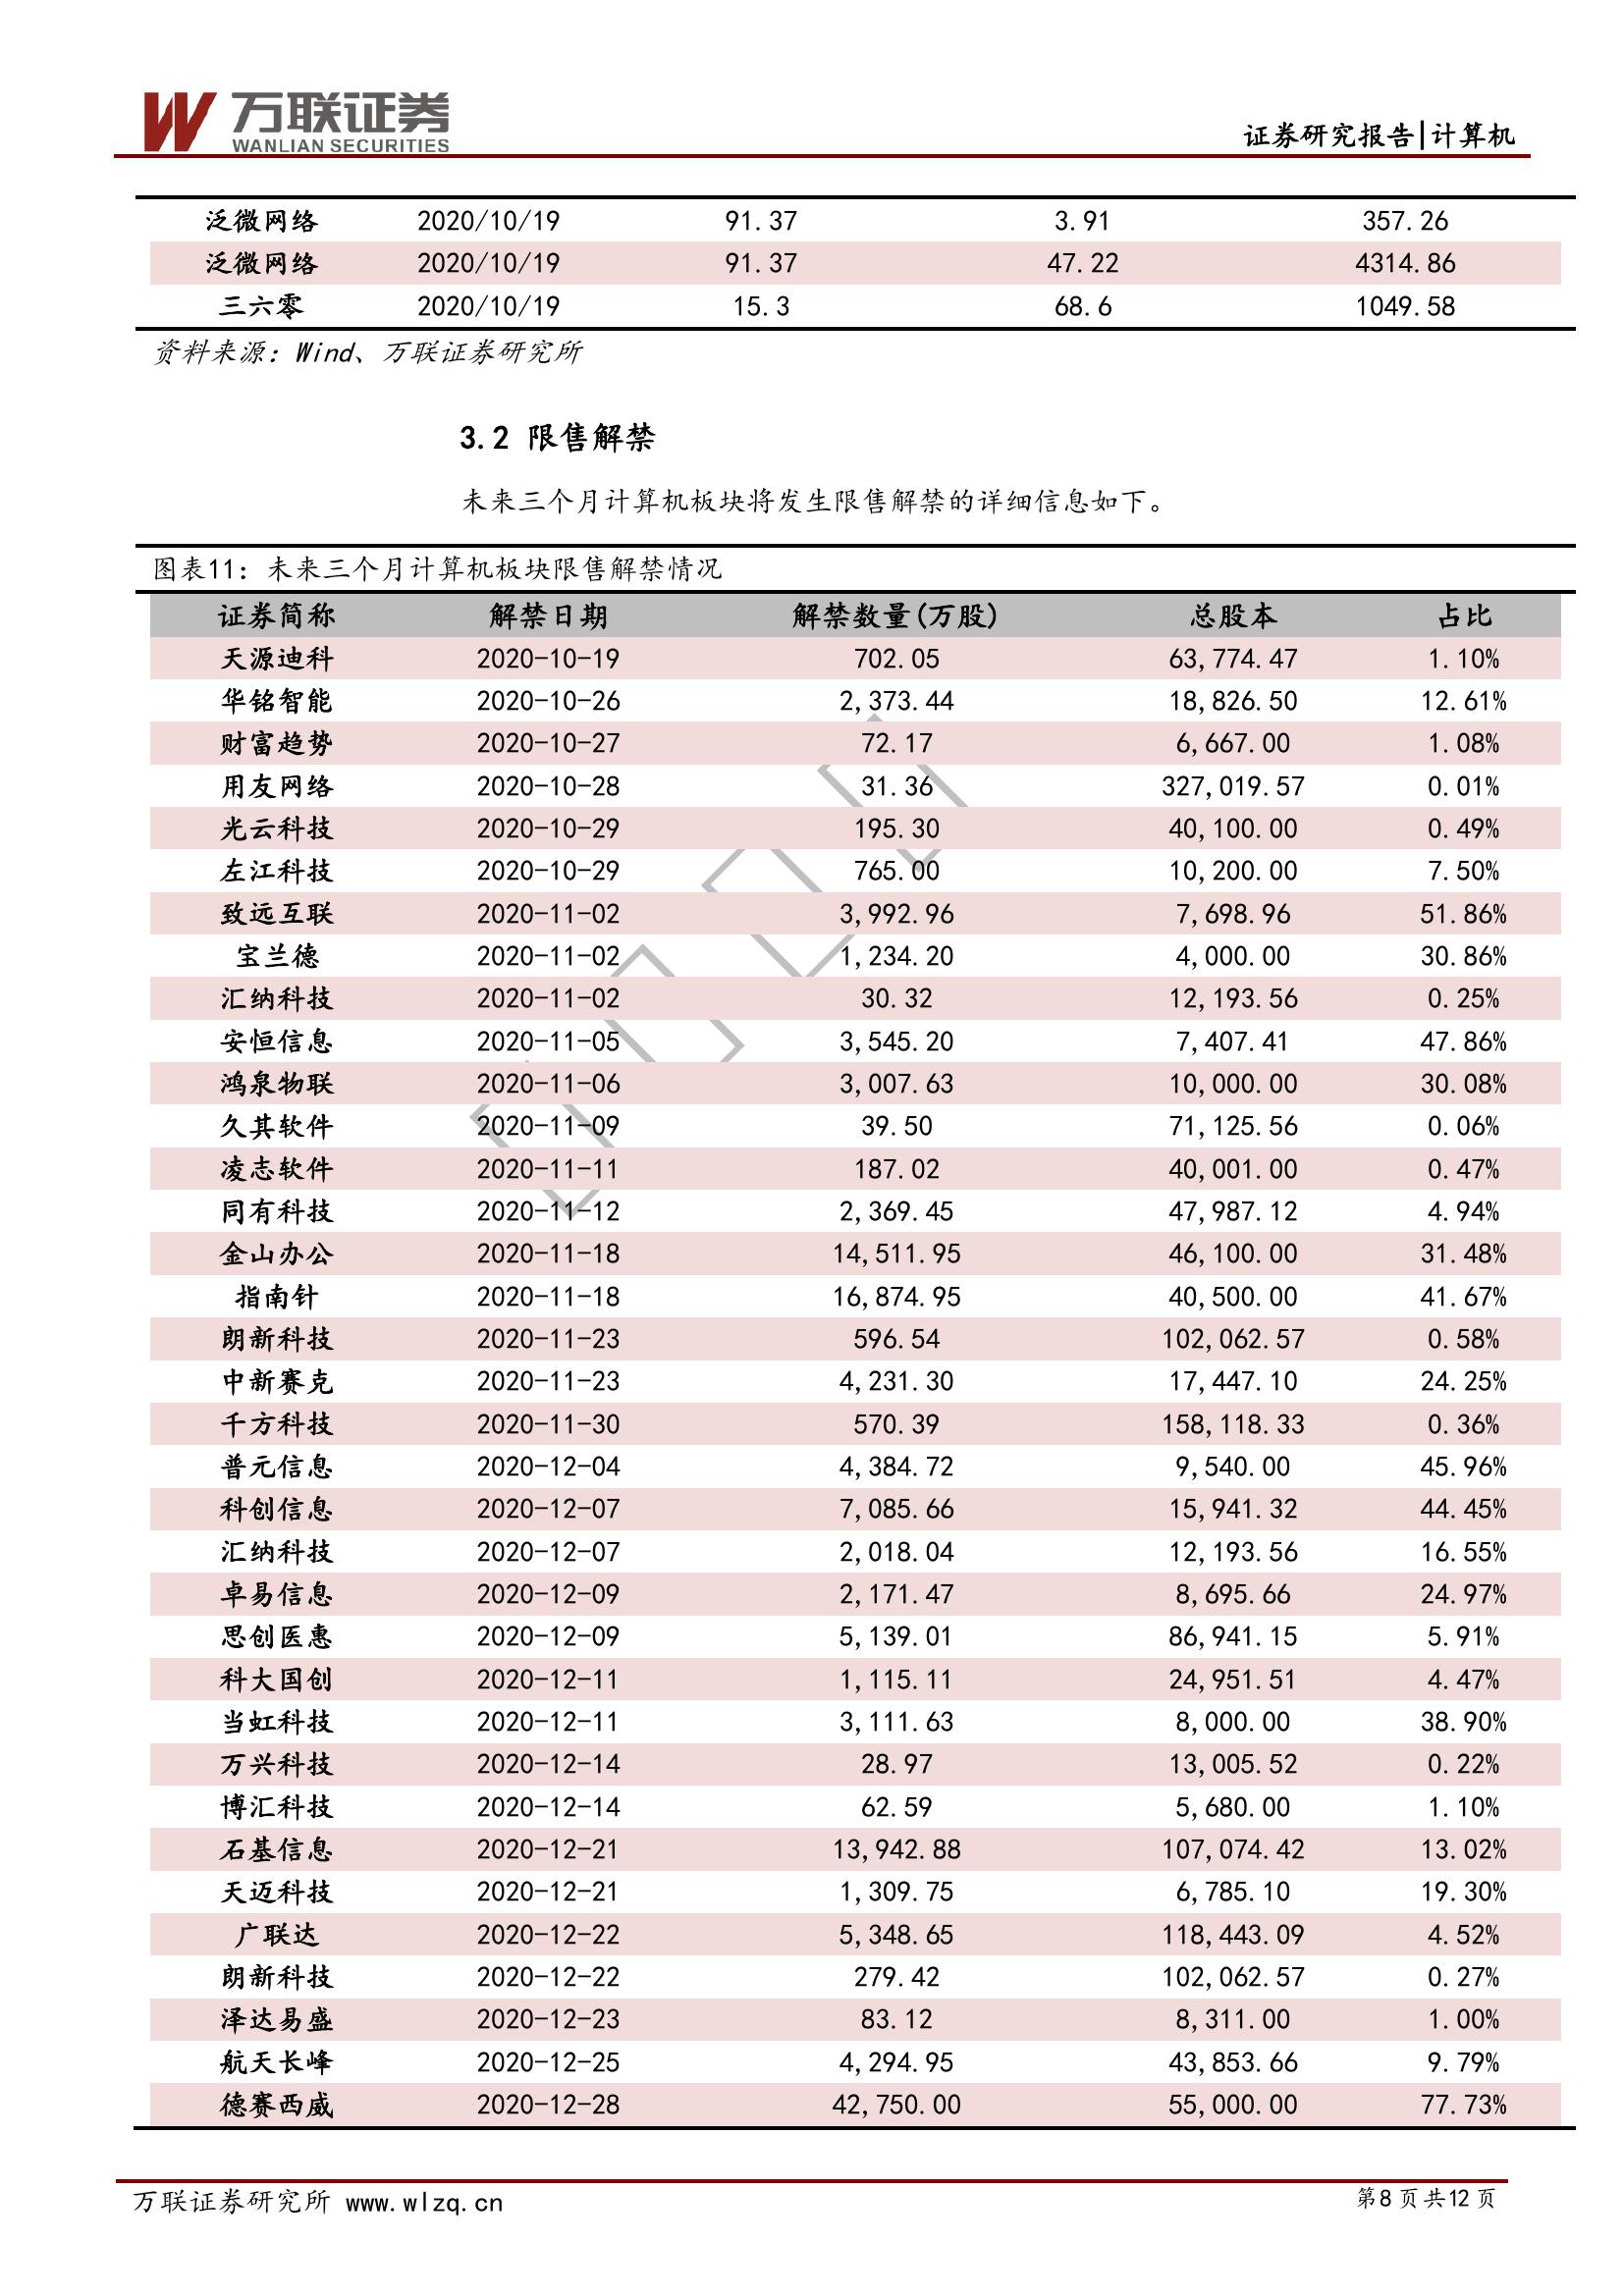 万联证券
WANLIAN SECURITIES
证券研究报告|计算机
泛微网络 2020/10/19 91.37 3.91 357.26
泛微网络 2020/10/19 91.37 47.22 4314.86
三六零 2020/10/19 15.3 68.6 1049.58
资料来源：Wind、万联证券研究所
3.2 限售解禁
未来三个月计算机板块将发生限售解禁的详细信息如下。
图表11：未来三个月计算机板块限售解禁情况
证券简称 解禁日期 解禁数量(万股) 总股本 占比
天源迪科 2020-10-19 702.05 63,774.47 1.10%
华铭智能 2020-10-26 2,373.44 18,826.50 12.61%
财富趋势 2020-10-27 72.17 6,667.00 1.08%
用友网络 2020-10-28 31.36 327,019.57 0.01%
光云科技 2020-10-29 195.30 40,100.00 0.49%
左江科技 2020-10-29 765.00 10,200.00 7.50%
致远互联 2020-11-02 3,992.96 7,698.96 51.86%
宝兰德 2020-11-02 1,234.20 4,000.00 30.86%
汇纳科技 2020-11-02 30.32 12,193.56 0.25%
安恒信息 2020-11-05 3,545.20 7,407.41 47.86%
鸿泉物联 2020-11-06 3,007.63 10,000.00 30.08%
久其软件 2020-11-09 39.50 71,125.56 0.06%
凌志软件 2020-11-11 187.02 40,001.00 0.47%
同有科技 2020-11-12 2,369.45 47,987.12 4.94%
金山办公 2020-11-18 14,511.95 46,100.00 31.48%
指南针 2020-11-18 16,874.95 40,500.00 41.67%
朗新科技 2020-11-23 596.54 102,062.57 0.58%
中新赛克 2020-11-23 4,231.30 17,447.10 24.25%
千方科技 2020-11-30 570.39 158,118.33 0.36%
普元信息 2020-12-04 4,384.72 9,540.00 45.96%
科创信息 2020-12-07 7,085.66 15,941.32 44.45%
汇纳科技 2020-12-07 2,018.04 12,193.56 16.55%
卓易信息 2020-12-09 2,171.47 8,695.66 24.97%
思创医惠 2020-12-09 5,139.01 86,941.15 5.91%
科大国创 2020-12-11 1,115.11 24,951.51 4.47%
当虹科技 2020-12-11 3,111.63 8,000.00 38.90%
万兴科技 2020-12-14 28.97 13,005.52 0.22%
博汇科技 2020-12-14 62.59 5,680.00 1.10%
石基信息 2020-12-21 13,942.88 107,074.42 13.02%
天迈科技 2020-12-21 1,309.75 6,785.10 19.30%
广联达 2020-12-22 5,348.65 118,443.09 4.52%
朗新科技 2020-12-22 279.42 102,062.57 0.27%
泽达易盛 2020-12-23 83.12 8,311.00 1.00%
航天长峰 2020-12-25 4,294.95 43,853.66 9.79%
德赛西威 2020-12-28 42,750.00 55,000.00 77.73%
万联证券研究所 www.wlzq.cn 第8页共12页